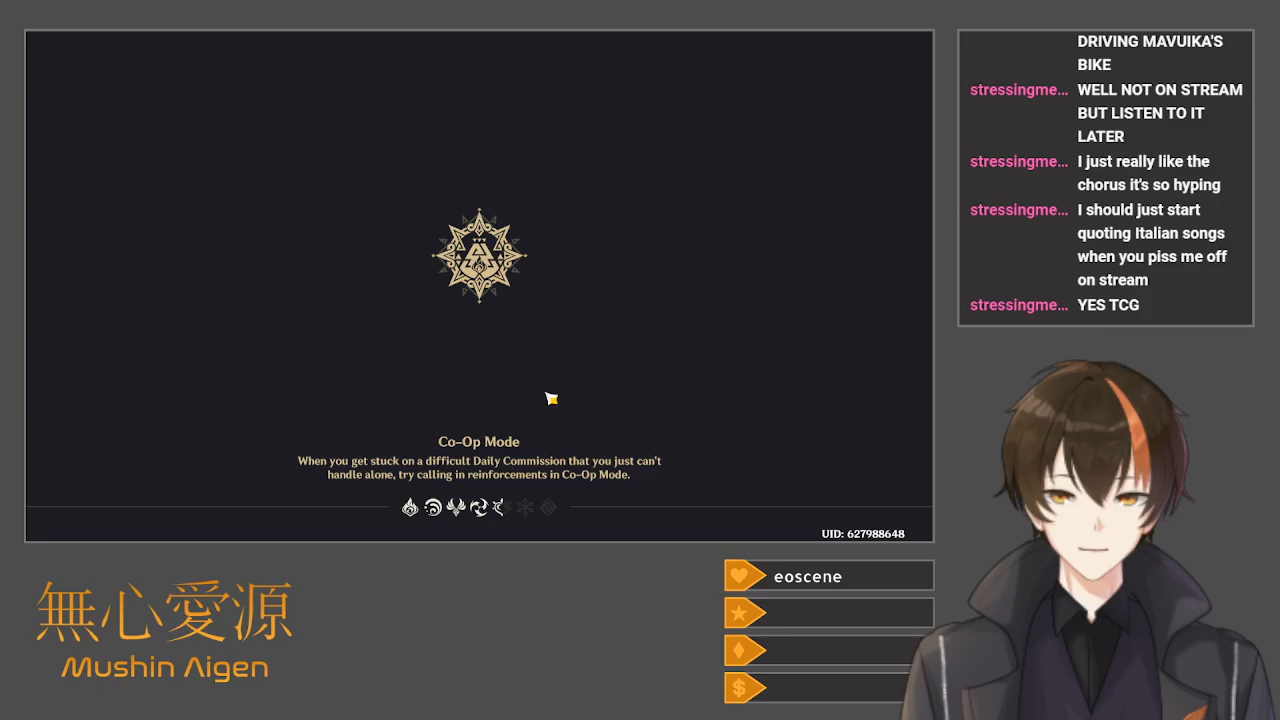 DRIVING MAVUIKA'S
BIKE
stressingme... WELL NOT ON STREAM
BUT LISTEN TO IT
LATER
stressingme... I just really like the
chorus it's so hyping
stressingme... I should just start
quoting Italian songs
when you piss me off
on stream
stressingme... YES TCG
Co-Op Mode
When you get stuck on a difficult Daily Commission that you just can't
handle alone, try calling in reinforcements in Co-Op Mode.
UID: 627988648
eoscene
無心愛源
Mushin Aigen
$